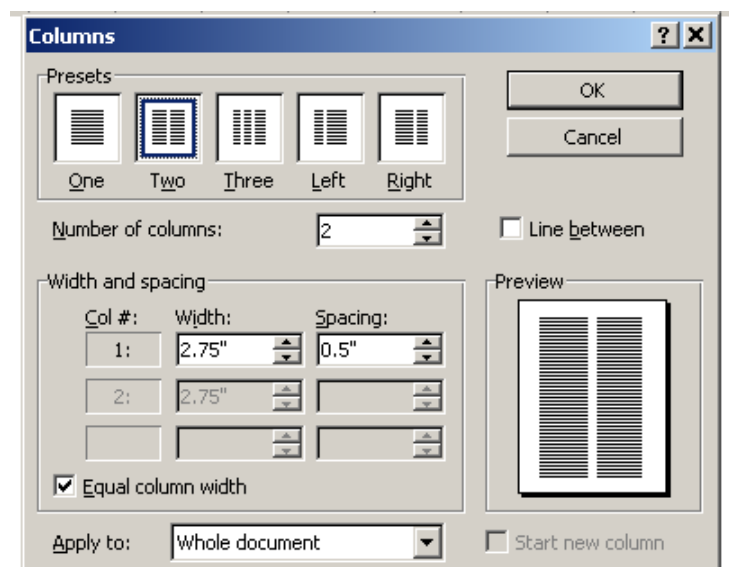 Columns
Presets
OK
Cancel
One Two Three Left Right
Number of columns: 2
Line between
Width and spacing
Preview
Col #: Width: Spacing:
1: 2.75" 0.5"
2: 2.75"
Equal column width
Apply to: Whole document
Start new column